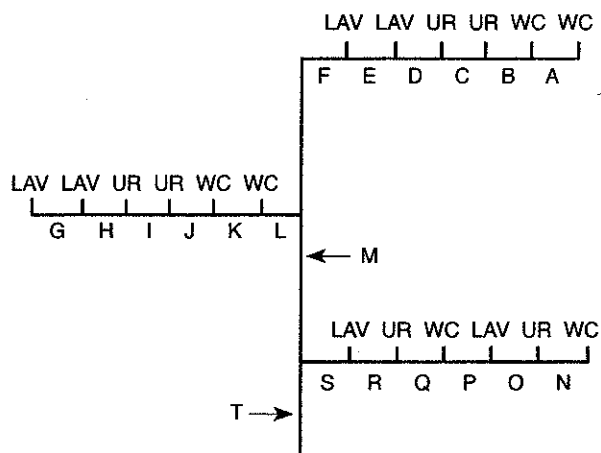 LAV LAV UR UR WC WC
F E D C B A
LAV LAV UR UR WC WC
G H I J K L
M
LAV UR WC LAV UR WC
S R Q P O N
T